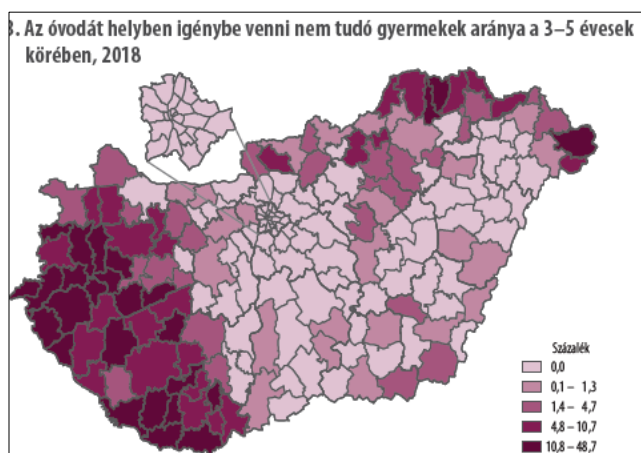 3. Az óvodát helyben igénybe venni nem tudó gyermekek aránya a 3–5 évesek
körében, 2018
Százalék
0,0
0,1 – 1,3
1,4 – 4,7
4,8 – 10,7
10,8 – 48,7